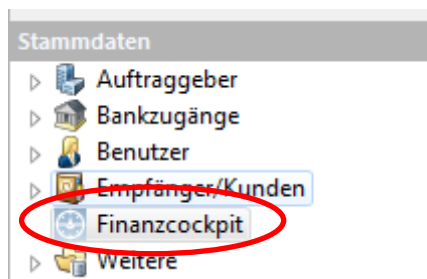 Stammdaten
Auftraggeber
Bankzugänge
Benutzer
Empfänger/Kunden
Finanzcockpit
Weitere